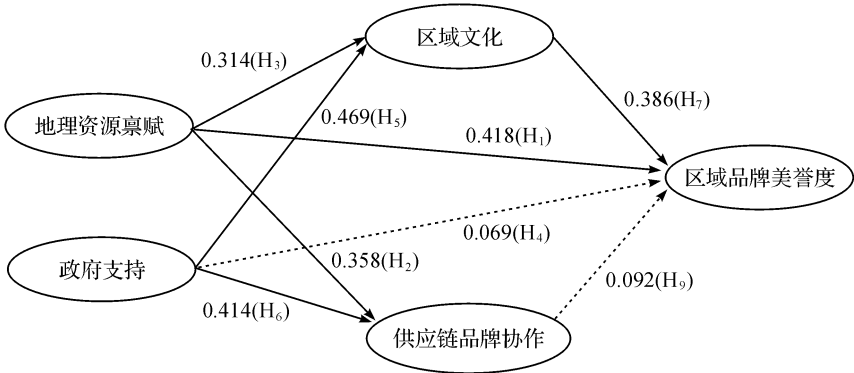 区域文化
0.314(H₃)
0.386(H₇)
0.469(H₅)
地理资源禀赋
0.418(H₁)
区域品牌美誉度
0.069(H₄)
政府支持
0.358(H₂)
0.092(H₉)
0.414(H₆)
供应链品牌协作